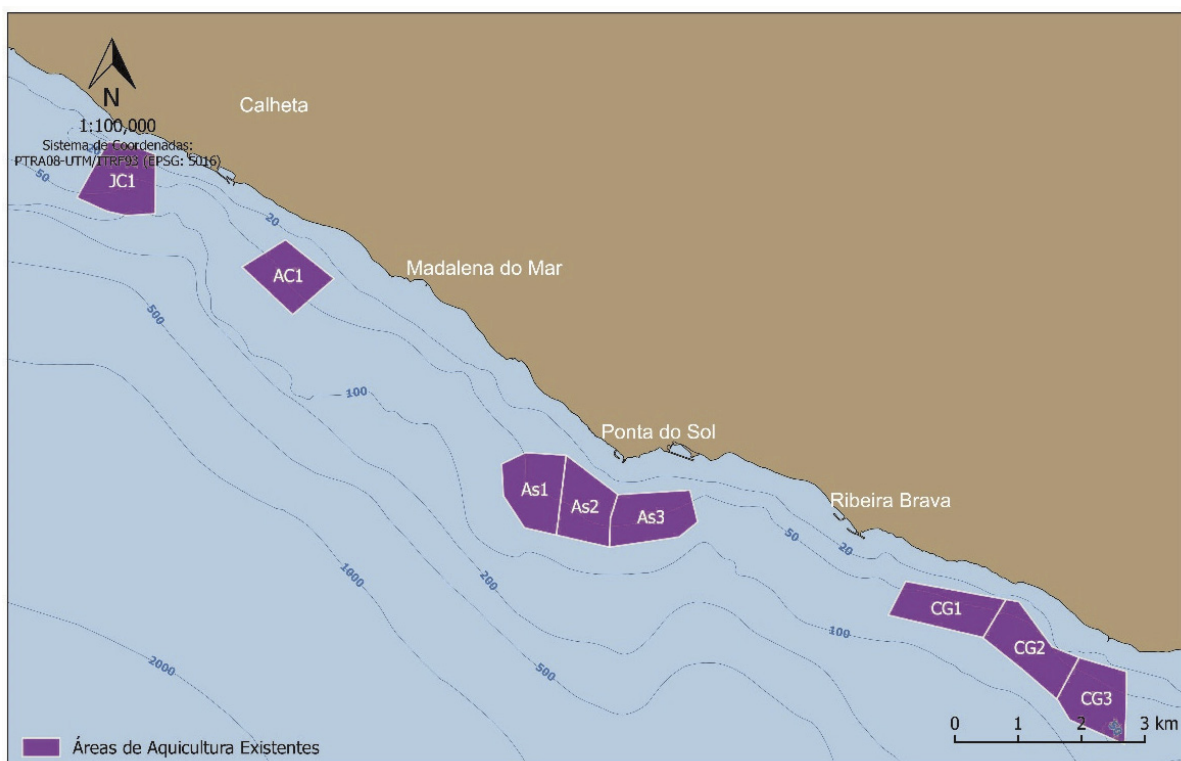 Calheta
N
1:100,000
Sistema de Coordenadas:
PTRA08-UTM/ITRF93 (EPSG: 5016)
20
50
JC1
20
AC1
Madalena do Mar
500
100
Ponta do Sol
As1
As2
As3
Ribeira Brava
50
20
200
1000
CG1
100
CG2
500
2000
CG3
0 1 2 3 km
Áreas de Aquicultura Existentes